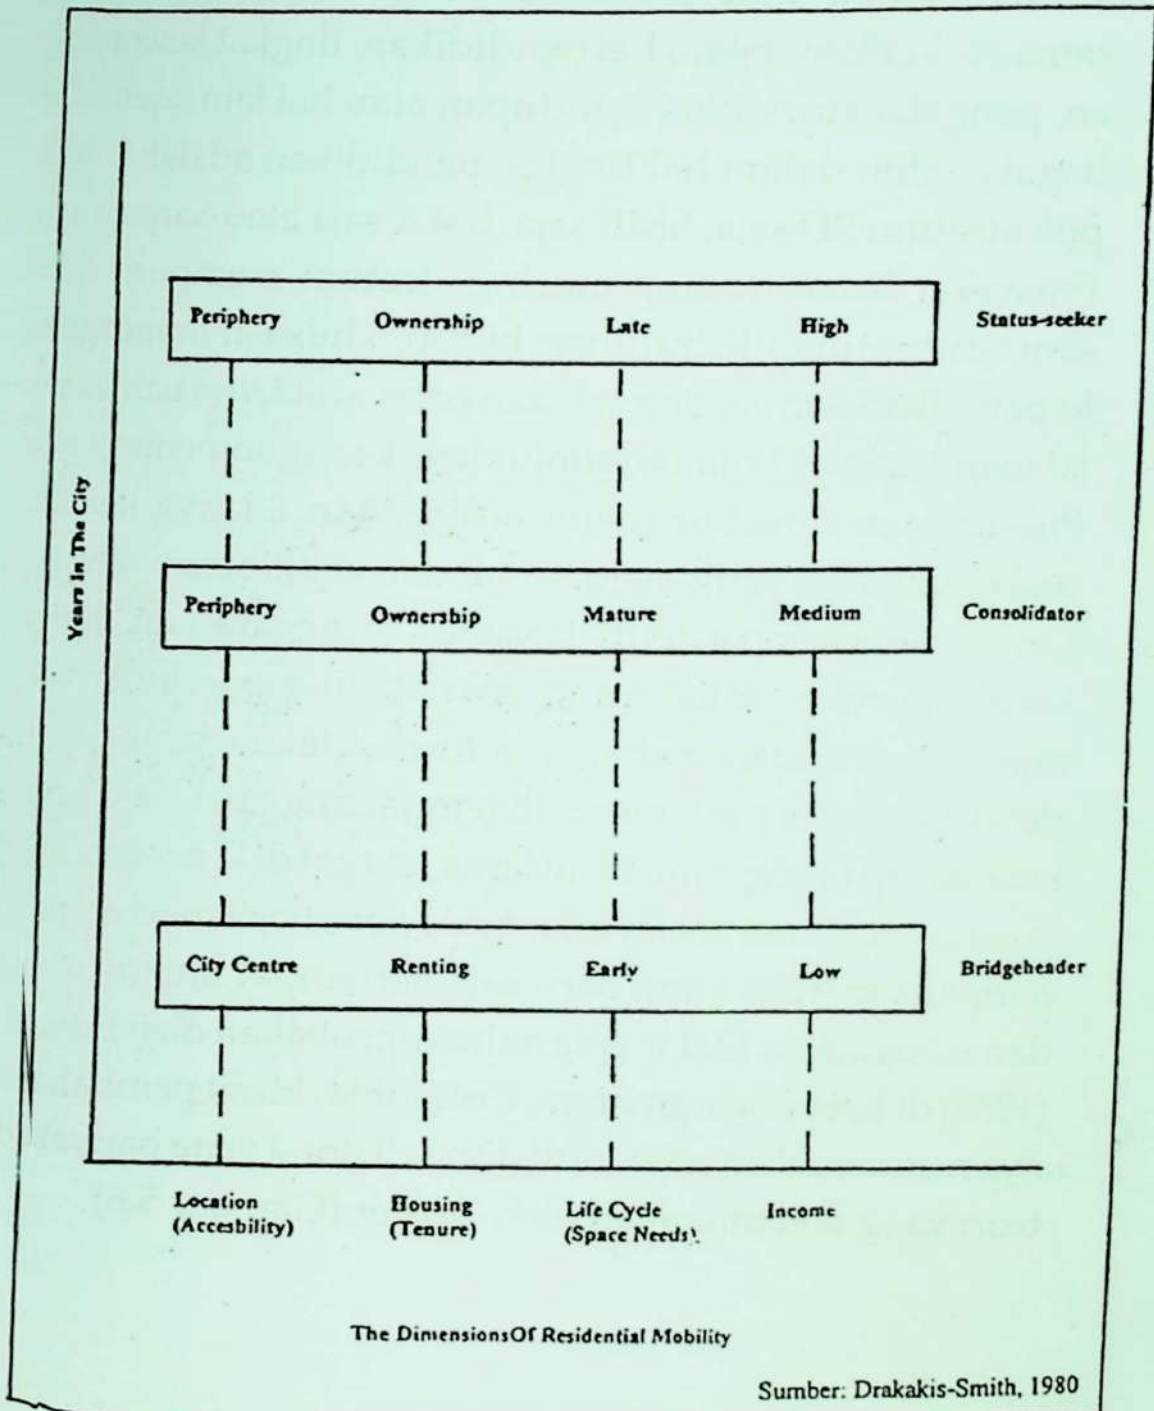 Years In The City
Periphery Ownership Late High Status-seeker
Periphery Ownership Mature Medium Consolidator
City Centre Renting Early Low Bridgeheader
Location Housing Life Cycle Income
(Accesbility) (Tenure) (Space Needs)
The Dimensions Of Residential Mobility
Sumber: Drakakis-Smith, 1980